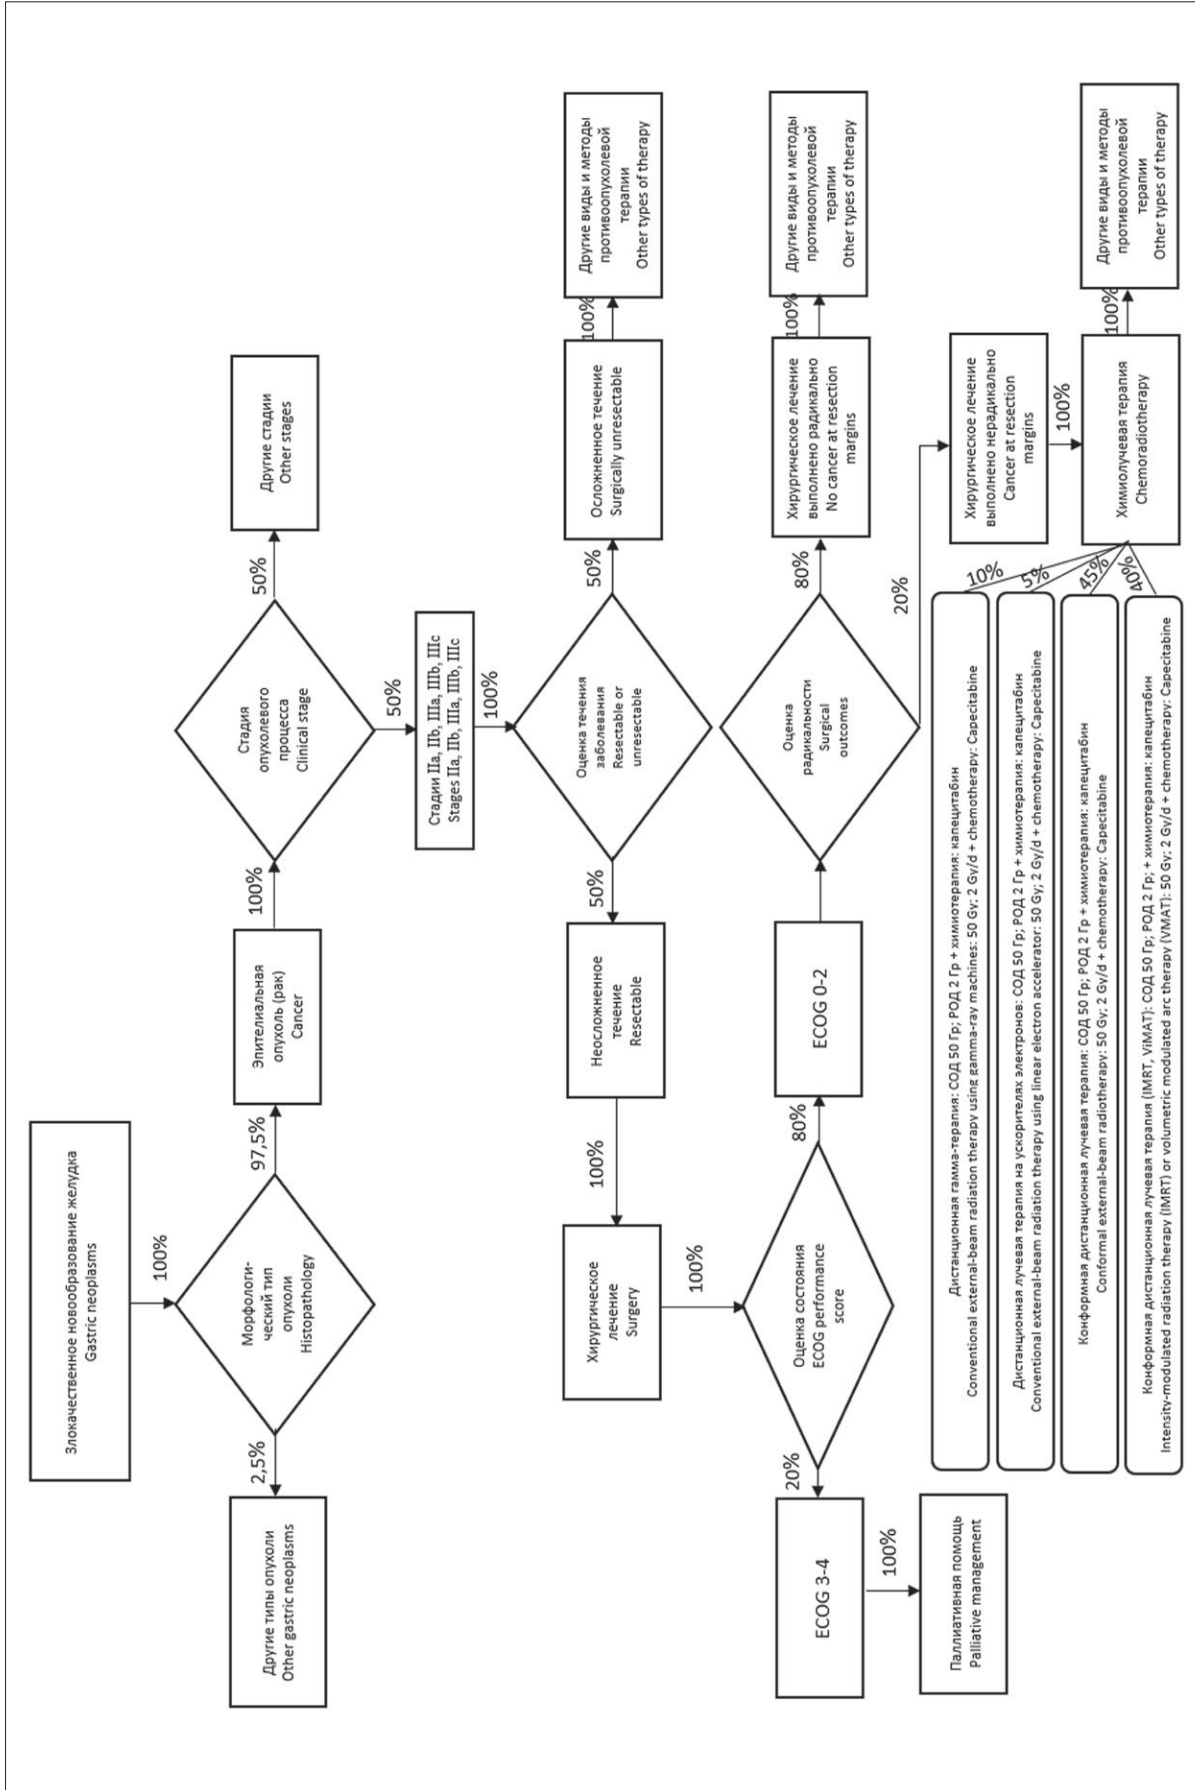 Злокачественное новообразование желудка
Gastric neoplasms
100%
Морфологи-
ческий тип
опухоли
Histopathology
2,5%
Другие типы опухоли
Other gastric neoplasms
97,5%
Эпителиальная
опухоль (рак)
Cancer
100%
Стадия
опухолевого
процесса
Clinical stage
50%
Другие стадии
Other stages
50%
Стадии IIa, IIb, IIIa, IIIb, IIIc
Stages IIa, IIb, IIIa, IIIb, IIIc
100%
Оценка течения
заболевания
Resectable or
unresectable
50%
Осложненное течение
Surgically unresectable
100%
Другие виды и методы
противоопухолевой
терапии
Other types of therapy
50%
Неосложненное
течение
Resectable
100%
Хирургическое
лечение
Surgery
100%
Оценка состояния
ECOG performance
score
20%
ECOG 3-4
100%
Паллиативная помощь
Palliative management
80%
ECOG 0-2
Оценка
радикальности
Surgical
outcomes
80%
Хирургическое лечение
выполнено радикально
No cancer at resection
margins
100%
Другие виды и методы
противоопухолевой
терапии
Other types of therapy
20%
Хирургическое лечение
выполнено нерадикально
Cancer at resection
margins
100%
Химиолучевая терапия
Chemoradiotherapy
100%
Другие виды и методы
противоопухолевой
терапии
Other types of therapy
10%
5%
45%
40%
Дистанционная гамма-терапия: СОД 50 Гр; РОД 2 Гр + химиотерапия: капецитабин
Conventional external-beam radiation therapy using gamma-ray machines: 50 Gy; 2 Gy/d + chemotherapy: Capecitabine
Дистанционная лучевая терапия на ускорителях электронов: СОД 50 Гр; РОД 2 Гр + химиотерапия: капецитабин
Conventional external-beam radiation therapy using linear electron accelerator: 50 Gy; 2 Gy/d + chemotherapy: Capecitabine
Конформная дистанционная лучевая терапия: СОД 50 Гр; РОД 2 Гр + химиотерапия: капецитабин
Conformal external-beam radiotherapy: 50 Gy; 2 Gy/d + chemotherapy: Capecitabine
Конформная дистанционная лучевая терапия (IMRT, ViMAT): СОД 50 Гр; РОД 2 Гр; + химиотерапия: капецитабин
Intensity-modulated radiation therapy (IMRT) or volumetric modulated arc therapy (VMAT): 50 Gy; 2 Gy/d + chemotherapy: Capecitabine